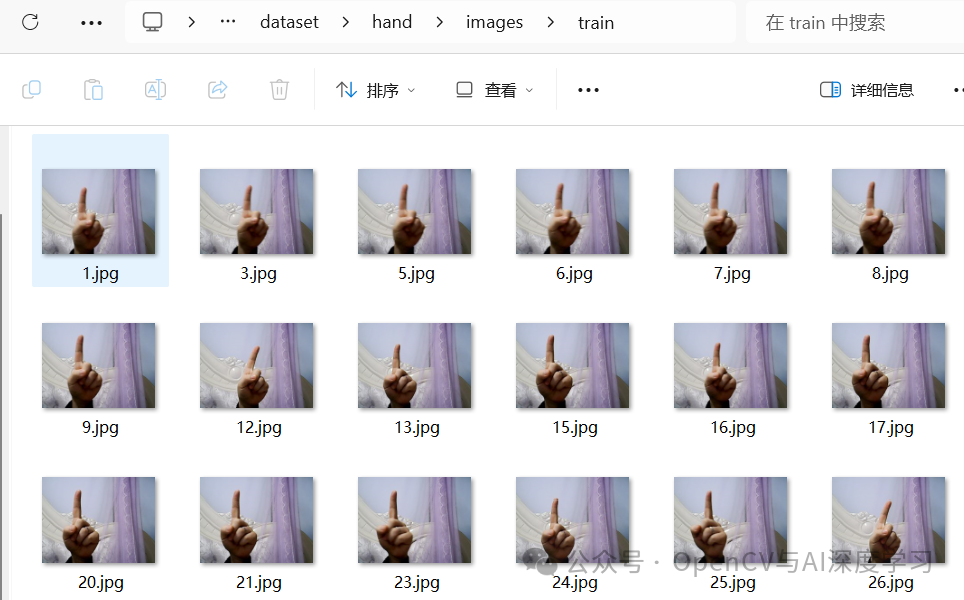 dataset > hand > images > train
在 train 中搜索
排序
查看
详细信息
1.jpg
3.jpg
5.jpg
6.jpg
7.jpg
8.jpg
9.jpg
12.jpg
13.jpg
15.jpg
16.jpg
17.jpg
20.jpg
21.jpg
23.jpg
24.jpg
25.jpg
26.jpg
公众号 · OpenCV与AI深度学习